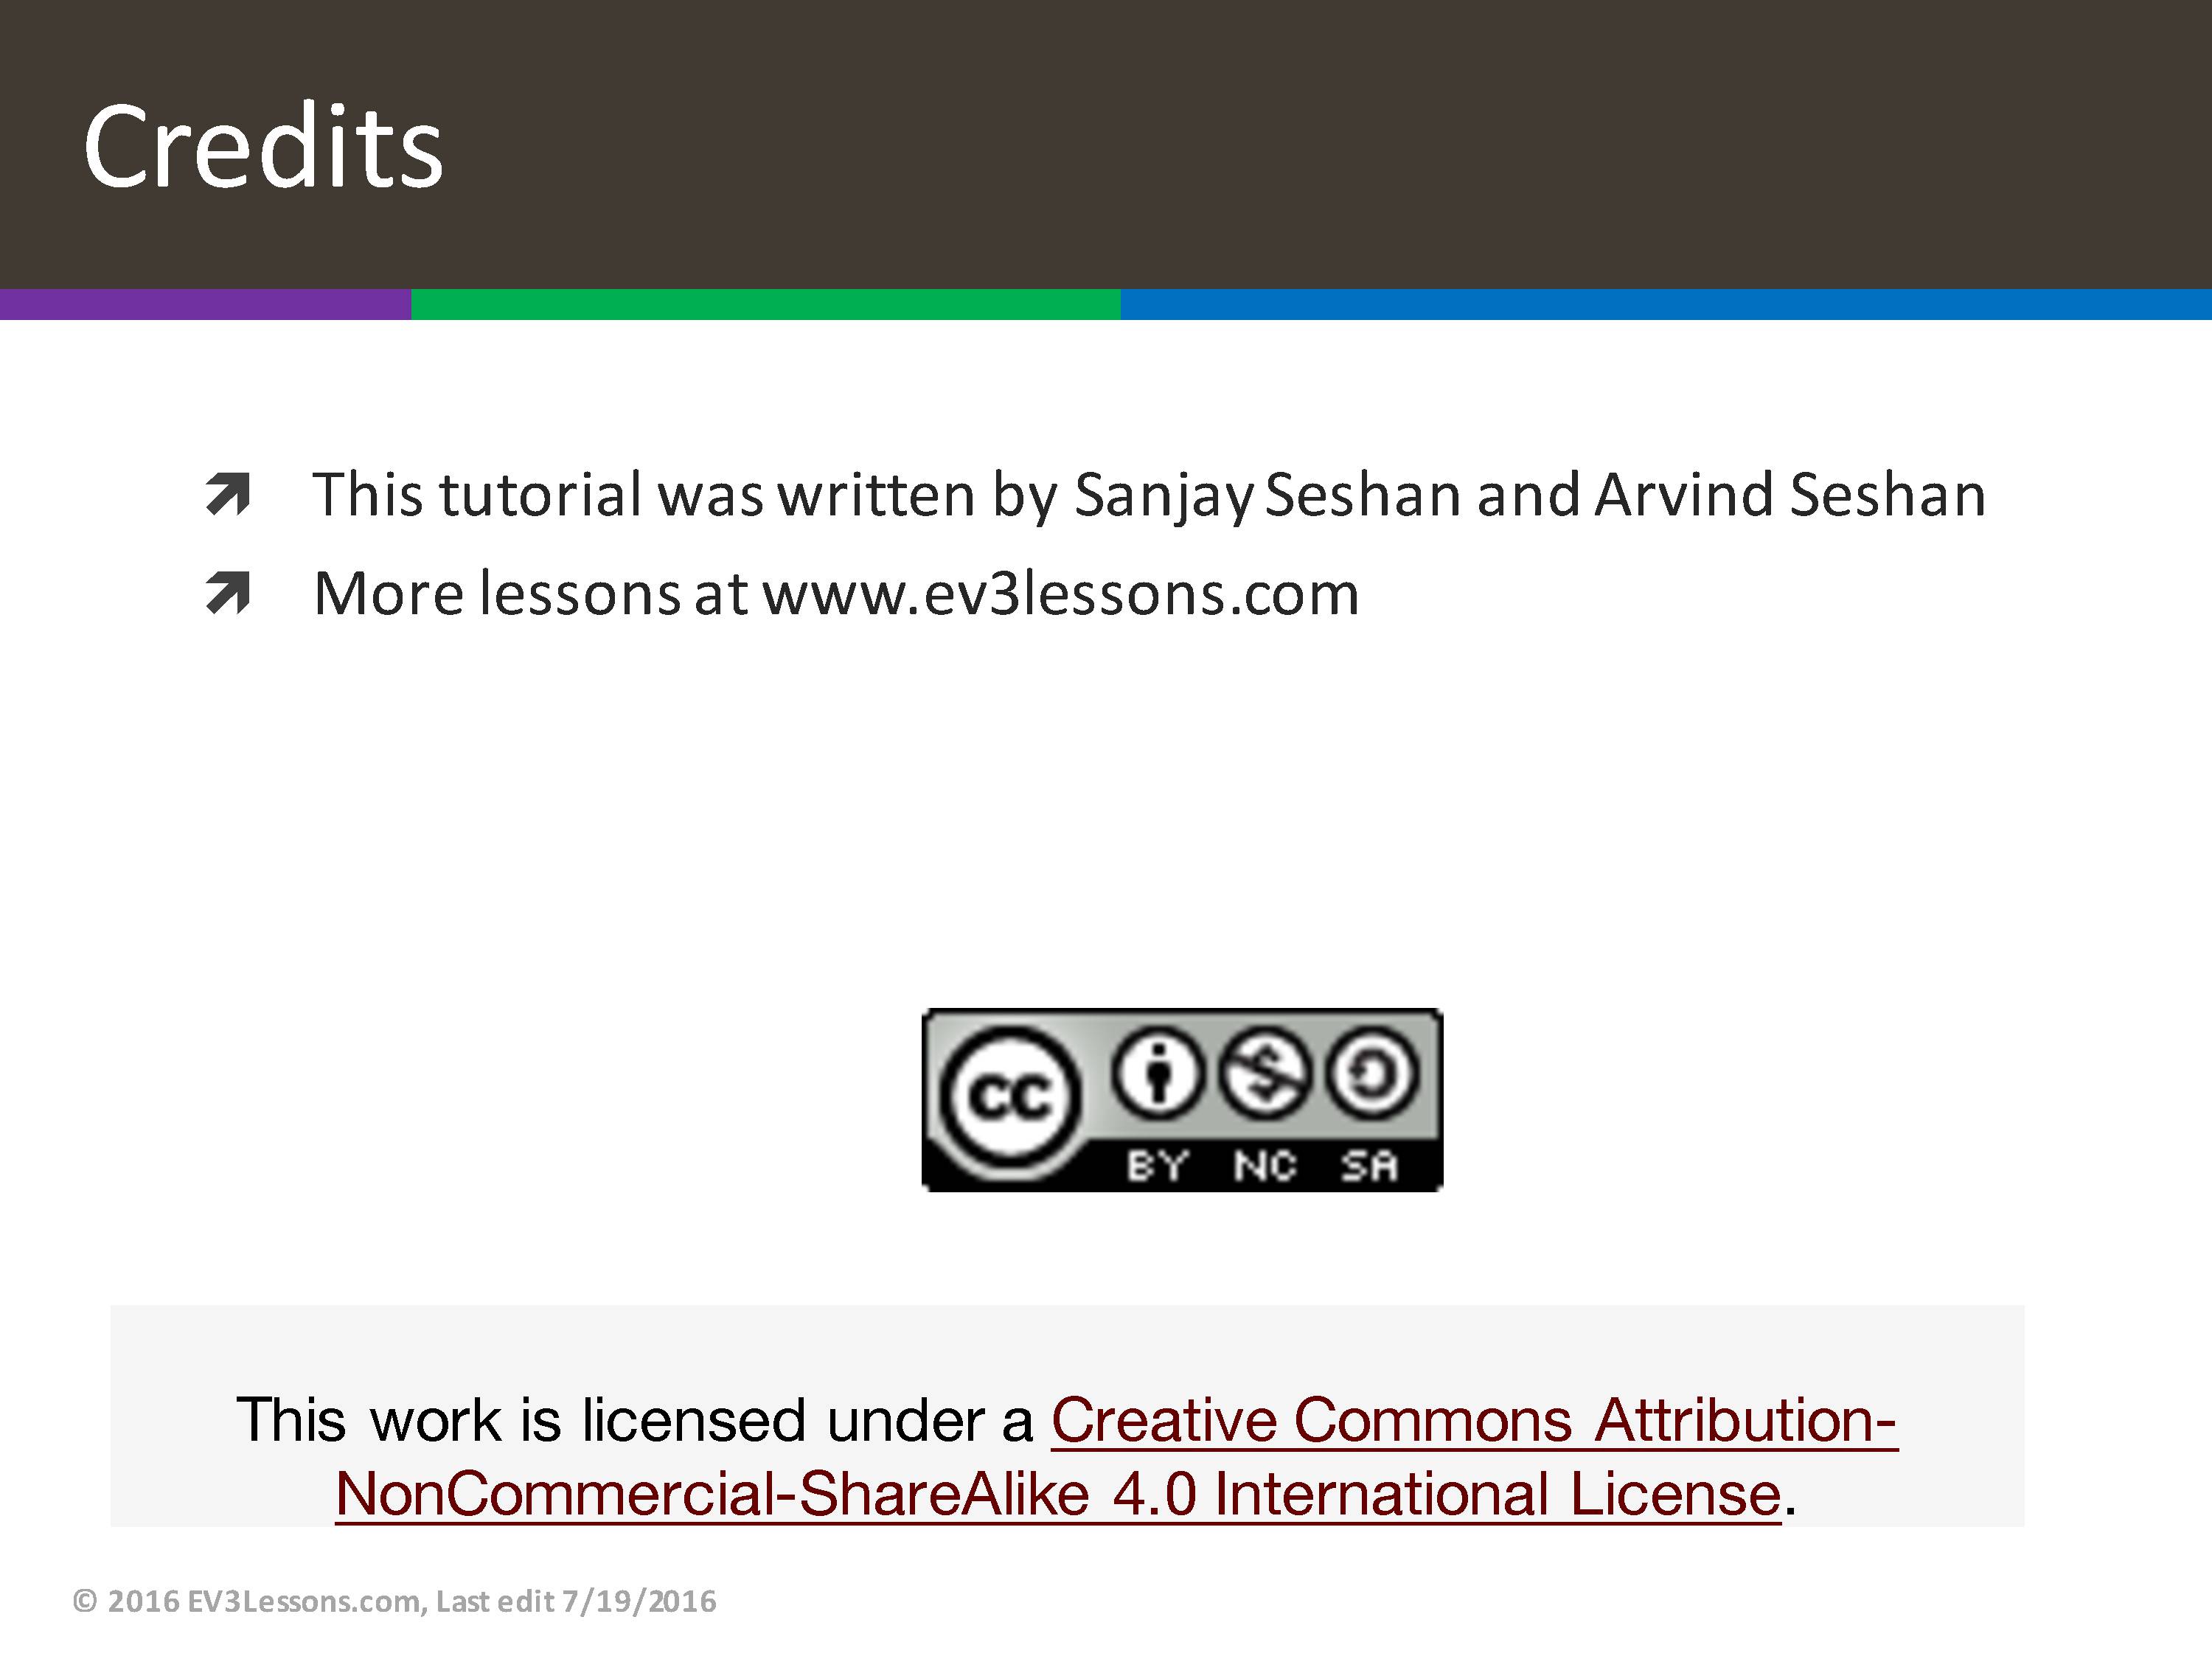 Credits
This tutorial was written by Sanjay Seshan and Arvind Seshan
More lessons at www.ev3lessons.com
cc
BY NC SA
This work is licensed under a Creative Commons Attribution-
NonCommercial-ShareAlike 4.0 International License.
© 2016 EV3Lessons.com, Last edit 7/19/2016